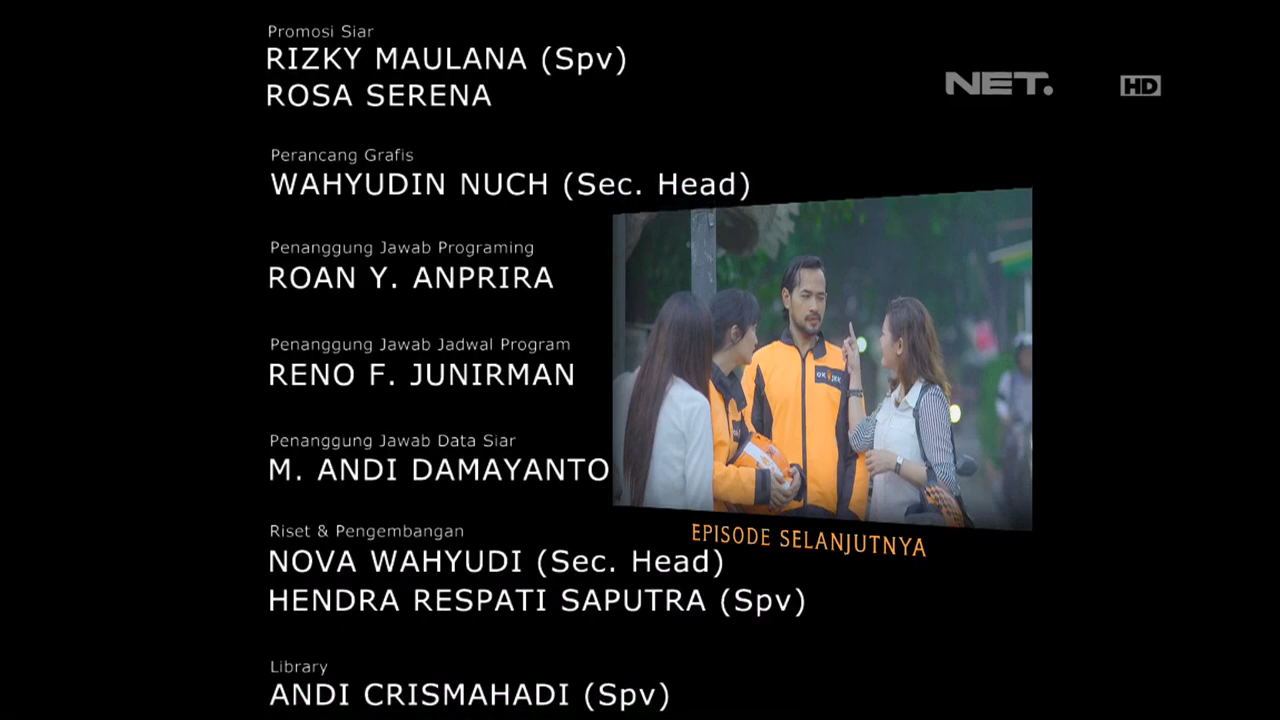 Promosi Siar
RIZKY MAULANA (Spv)
ROSA SERENA
NET.
HD
Perancang Grafis
WAHYUDIN NUCH (Sec. Head)
Penanggung Jawab Programing
ROAN Y. ANPRIRA
Penanggung Jawab Jadwal Program
RENO F. JUNIRMAN
Penanggung Jawab Data Siar
M. ANDI DAMAYANTO
OK JEK
EPISODE SELANJUTNYA
Riset & Pengembangan
NOVA WAHYUDI (Sec. Head)
HENDRA RESPATI SAPUTRA (Spv)
Library
ANDI CRISMAHADI (Spv)